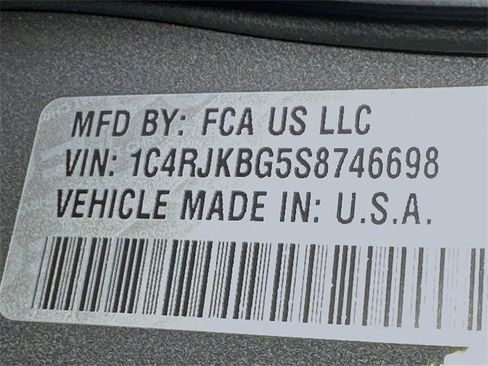 MFD BY: FCA US LLC
VIN: 1C4RJKBG5S8746698
VEHICLE MADE IN: U.S.A.